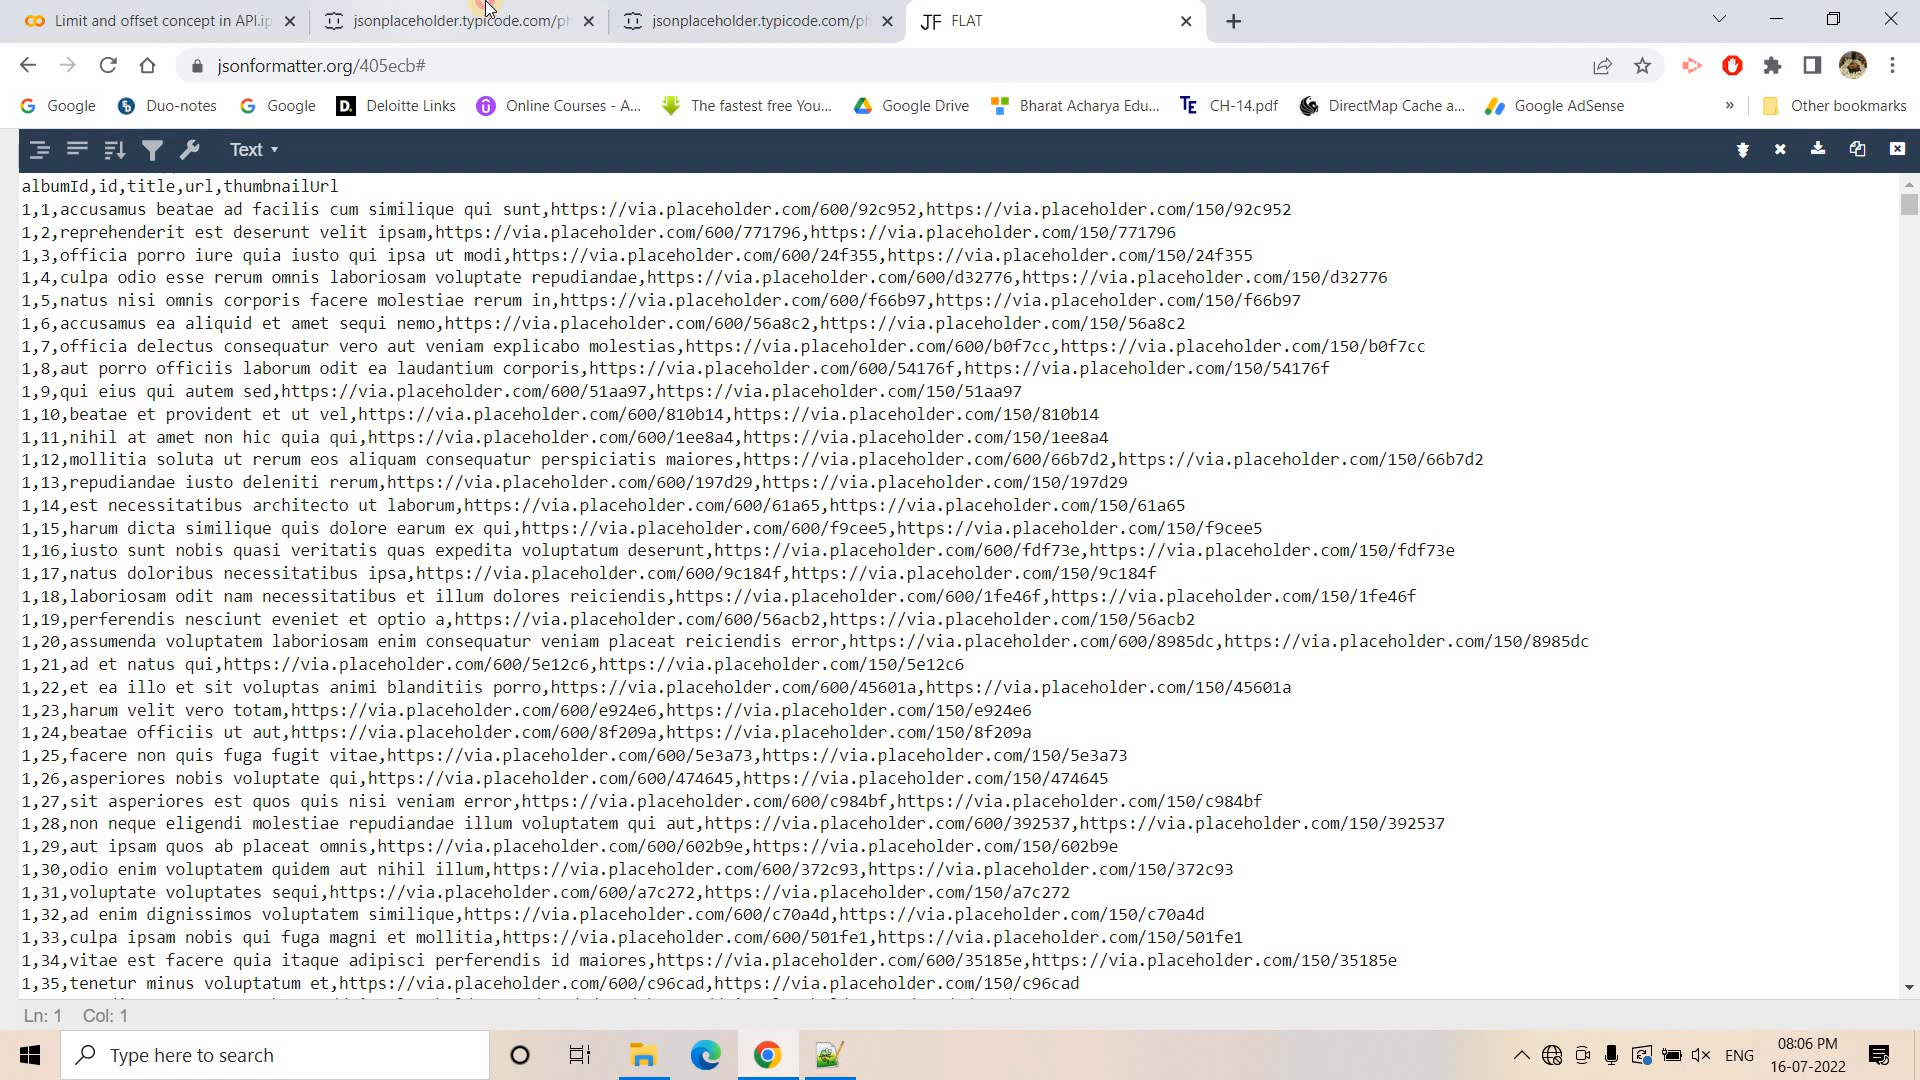 Limit and offset concept in API.ip
jsonplaceholder.typicode.com/ph
jsonplaceholder.typicode.com/ph
JF FLAT
jsonformatter.org/405ecb#
Google
Duo-notes
Google
D. Deloitte Links
Online Courses - A...
The fastest free You...
Google Drive
Bharat Acharya Edu...
TE CH-14.pdf
DirectMap Cache a...
Google AdSense
»
Other bookmarks
Text
albumId,id,title,url,thumbnailUrl
1,1,accusamus beatae ad facilis cum similique qui sunt,https://via.placeholder.com/600/92c952,https://via.placeholder.com/150/92c952
1,2,reprehenderit est deserunt velit ipsam,https://via.placeholder.com/600/771796,https://via.placeholder.com/150/771796
1,3,officia porro iure quia iusto qui ipsa ut modi,https://via.placeholder.com/600/24f355,https://via.placeholder.com/150/24f355
1,4,culpa odio esse rerum omnis laboriosam voluptate repudiandae,https://via.placeholder.com/600/d32776,https://via.placeholder.com/150/d32776
1,5,natus nisi omnis corporis facere molestiae rerum in,https://via.placeholder.com/600/f66b97,https://via.placeholder.com/150/f66b97
1,6,accusamus ea aliquid et amet sequi nemo,https://via.placeholder.com/600/56a8c2,https://via.placeholder.com/150/56a8c2
1,7,officia delectus consequatur vero aut veniam explicabo molestias,https://via.placeholder.com/600/b0f7cc,https://via.placeholder.com/150/b0f7cc
1,8,aut porro officiis laborum odit ea laudantium corporis,https://via.placeholder.com/600/54176f,https://via.placeholder.com/150/54176f
1,9,qui eius qui autem sed,https://via.placeholder.com/600/51aa97,https://via.placeholder.com/150/51aa97
1,10,beatae et provident et ut vel,https://via.placeholder.com/600/810b14,https://via.placeholder.com/150/810b14
1,11,nihil at amet non hic quia qui,https://via.placeholder.com/600/1ee8a4,https://via.placeholder.com/150/1ee8a4
1,12,mollitia soluta ut rerum eos aliquam consequatur perspiciatis maiores,https://via.placeholder.com/600/66b7d2,https://via.placeholder.com/150/66b7d2
1,13,repudiandae iusto deleniti rerum,https://via.placeholder.com/600/197d29,https://via.placeholder.com/150/197d29
1,14,est necessitatibus architecto ut laborum,https://via.placeholder.com/600/61a65,https://via.placeholder.com/150/61a65
1,15,harum dicta similique quis dolore earum ex qui,https://via.placeholder.com/600/f9cee5,https://via.placeholder.com/150/f9cee5
1,16,iusto sunt nobis quasi veritatis quas expedita voluptatum deserunt,https://via.placeholder.com/600/fdf73e,https://via.placeholder.com/150/fdf73e
1,17,natus doloribus necessitatibus ipsa,https://via.placeholder.com/600/9c184f,https://via.placeholder.com/150/9c184f
1,18,laboriosam odit nam necessitatibus et illum dolores reiciendis,https://via.placeholder.com/600/1fe46f,https://via.placeholder.com/150/1fe46f
1,19,perferendis nesciunt eveniet et optio a,https://via.placeholder.com/600/56acb2,https://via.placeholder.com/150/56acb2
1,20,assumenda voluptatem laboriosam enim consequatur veniam placeat reiciendis error,https://via.placeholder.com/600/8985dc,https://via.placeholder.com/150/8985dc
1,21,ad et natus qui,https://via.placeholder.com/600/5e12c6,https://via.placeholder.com/150/5e12c6
1,22,et ea illo et sit voluptas animi blanditiis porro,https://via.placeholder.com/600/45601a,https://via.placeholder.com/150/45601a
1,23,harum velit vero totam,https://via.placeholder.com/600/e924e6,https://via.placeholder.com/150/e924e6
1,24,beatae officiis ut aut,https://via.placeholder.com/600/8f209a,https://via.placeholder.com/150/8f209a
1,25,facere non quis fuga fugit vitae,https://via.placeholder.com/600/5e3a73,https://via.placeholder.com/150/5e3a73
1,26,asperiores nobis voluptate qui,https://via.placeholder.com/600/474645,https://via.placeholder.com/150/474645
1,27,sit asperiores est quos quis nisi veniam error,https://via.placeholder.com/600/c984bf,https://via.placeholder.com/150/c984bf
1,28,non neque eligendi molestiae repudiandae illum voluptatem qui aut,https://via.placeholder.com/600/392537,https://via.placeholder.com/150/392537
1,29,aut ipsam quos ab placeat omnis,https://via.placeholder.com/600/602b9e,https://via.placeholder.com/150/602b9e
1,30,odio enim voluptatem quidem aut nihil illum,https://via.placeholder.com/600/372c93,https://via.placeholder.com/150/372c93
1,31,voluptate voluptates sequi,https://via.placeholder.com/600/a7c272,https://via.placeholder.com/150/a7c272
1,32,ad enim dignissimos voluptatem similique,https://via.placeholder.com/600/c70a4d,https://via.placeholder.com/150/c70a4d
1,33,culpa ipsam nobis qui fuga magni et mollitia,https://via.placeholder.com/600/501fe1,https://via.placeholder.com/150/501fe1
1,34,vitae est facere quia itaque adipisci perferendis id maiores,https://via.placeholder.com/600/35185e,https://via.placeholder.com/150/35185e
1,35,tenetur minus voluptatum et,https://via.placeholder.com/600/c96cad,https://via.placeholder.com/150/c96cad
Ln: 1 Col: 1
Type here to search
ENG
08:06 PM
16-07-2022